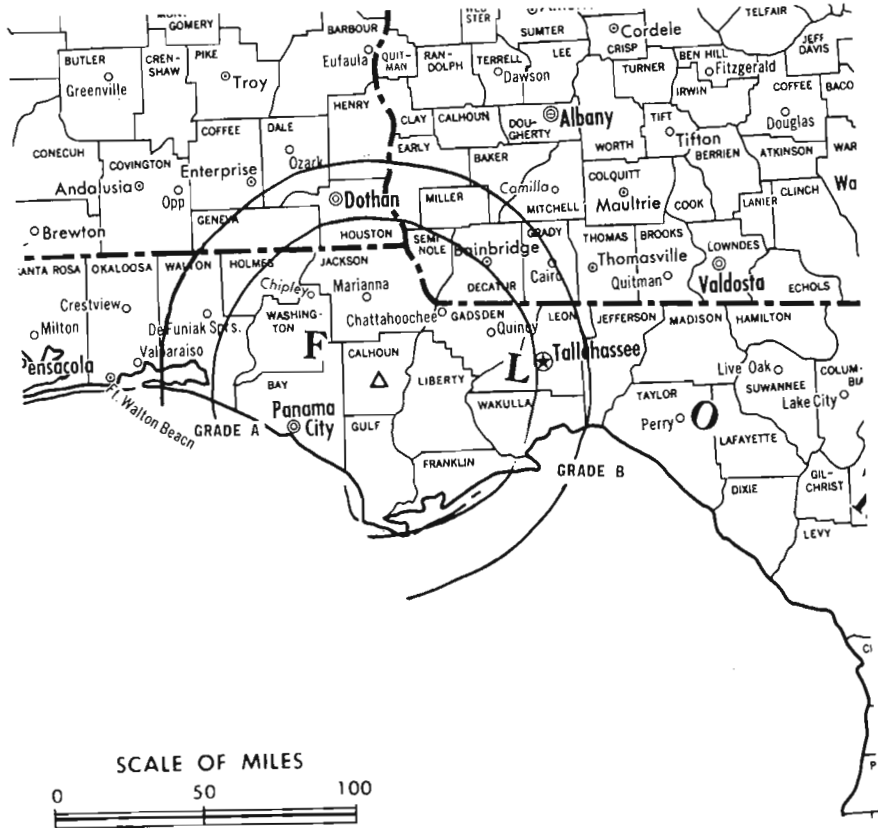 GOMERY
BARBOUR
SUMTER
Cordele
CRISP
TELFAIR
JEFF
DAVIS
BUTLER
Greenville
CREN-
SHAW
PIKE
Troy
Eufaula
QUIT-
MAN
RAN-
DOLPH
TERRELL
Dawson
LEE
TURNER
BEN HILL
Fitzgerald
IRWIN
COFFEE
Douglas
BACO
HENRY
CLAY
CALHOUN
DOU-
GHERTY
Albany
WORTH
TIFT
Tifton
CONECUH
COVINGTON
Andalusia
Opp
COFFEE
Enterprise
DALE
Ozark
EARLY
BAKER
Camilla
MITCHELL
COLQUITT
Maultrie
BERRIEN
COOK
ATKINSON
WAR
LANIER
CLINCH
Wa
Brewton
GENEVA
Dothan
HOUSTON
MILLER
SEMI-
NOLE
Bainbridge
DECATUR
GRADY
Cairo
THOMAS
Thomasville
BROOKS
Quitman
LOWNDES
Valdosta
ECHOLS
ANTA ROSA
OKALOOSA
WALTON
HOLMES
JACKSON
Crestview
Milton
DeFuniak Sprs.
Valparaiso
Pensacola
Ft. Walton Beach
Chipley
WASHING-
TON
Marianna
Chattahoochee
GADSDEN
Quincy
LEON
Tallahassee
JEFFERSON
MADISON
HAMILTON
F
L
O
CALHOUN
LIBERTY
WAKULLA
BAY
Panama
City
GULF
FRANKLIN
GRADE A
GRADE B
TAYLOR
Perry
Live Oak
SUWANNEE
COLUM-
BIA
Lake City
LAFAYETTE
DIXIE
GIL-
CHRIST
LEVY
SCALE OF MILES
0 50 100